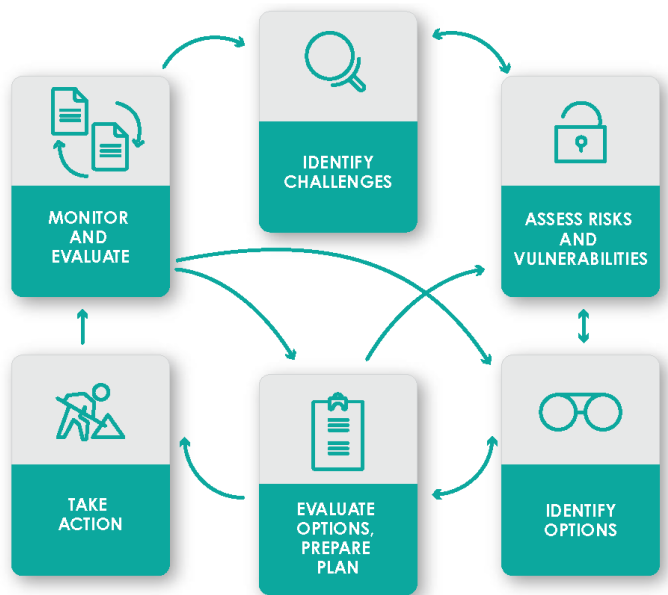 IDENTIFY
CHALLENGES
ASSESS RISKS
AND
VULNERABILITIES
IDENTIFY
OPTIONS
EVALUATE
OPTIONS,
PREPARE
PLAN
TAKE
ACTION
MONITOR
AND
EVALUATE